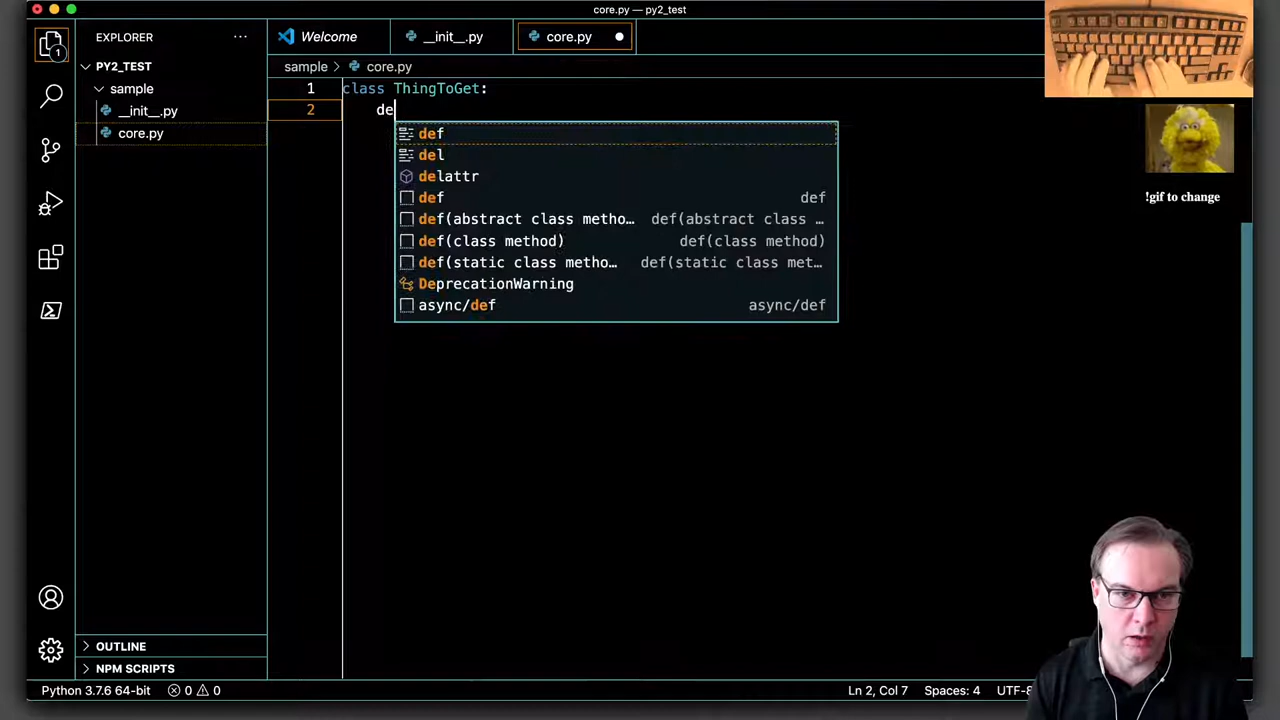 core.py — py2_test
EXPLORER
Welcome
__init__.py
core.py
PY2_TEST
sample
__init__.py
core.py
sample > core.py
1 class ThingToGet:
2 de
def
del
delattr
def def
def(abstract class metho... def(abstract class ...
def(class method) def(class method)
def(static class metho... def(static class met...
DeprecationWarning
async/def async/def
!gif to change
1
OUTLINE
NPM SCRIPTS
Python 3.7.6 64-bit 0 0
Ln 2, Col 7 Spaces: 4 UTF-8